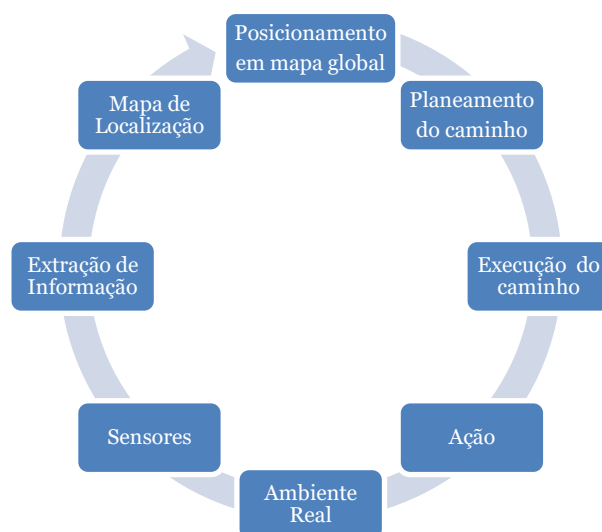 Posicionamento
em mapa global
Planeamento
do caminho
Execução do
caminho
Ação
Ambiente
Real
Sensores
Extração de
Informação
Mapa de
Localização